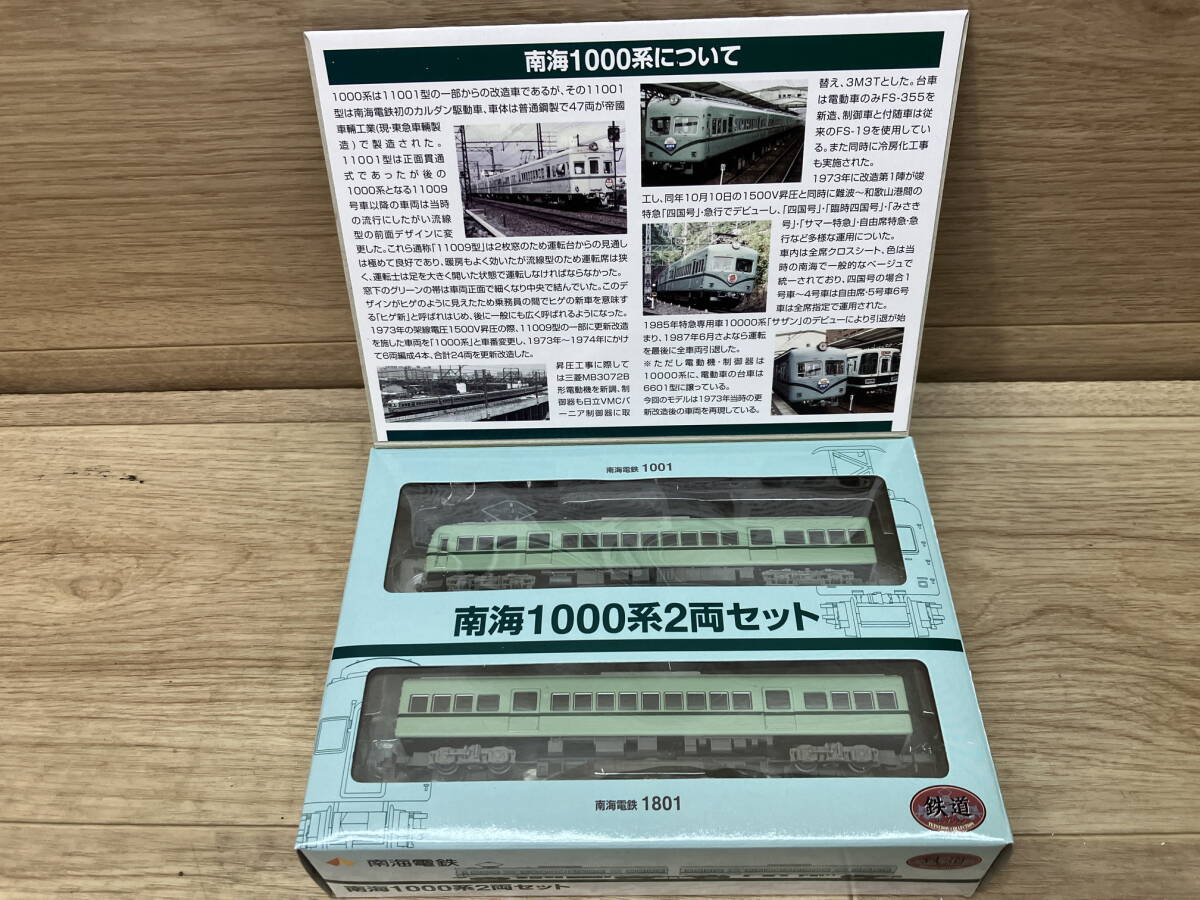 南海1000系について
1000系は11001型の一部からの改造車であるが、その11001
型は南海電鉄初のカルダン駆動車、車体は普通鋼製で47両が帝國
車輛工業(現・東急車輛製
造)で製造された。
11001型は正面貫通
式であったが後の
1000系となる11009
号車以降の車両は当時
の流行にしたがい流線
型の前面デザインに変
更した。これら通称「11009型」は2枚窓のため運転台からの見通し
は極めて良好であり、暖房もよく効いたが流線型のため運転席は狭
く、運転士は足を大きく開いた状態で運転しなければならなかった。
窓下のグリーンの帯は車両正面で細くなり中央で結んでいた。このデ
ザインがヒゲのように見えたため乗務員の間でヒゲの新車を意味す
る「ヒゲ新」と呼ばれはじめ、後に一般にも広く呼ばれるようになった。
1973年の架線電圧1500V昇圧の際、11009型の一部に更新改造
を施した車両を「1000系」と車番変更し、1973年〜1974年にかけ
て6両編成4本、合計24両を更新改造した。
昇圧工事に際して
は三菱MB3072B
形電動機を新調、制
御器も日立VMCバ
ーニア制御器に取
替え、3M3Tとした。台車
は電動車のみFS-355を
新造、制御車と付随車は従
来のFS-19を使用してい
る。また同時に冷房化工事
も実施された。
1973年に改造第1陣が竣
工し、同年10月10日の1500V昇圧と同時に難波〜和歌山港間の
特急「四国号」・急行でデビューし、「四国号」・「臨時四国号」・「みさき
号」・「サマー特急」・自由席特急・急
行など多様な運用についた。
車内は全席クロスシート、色は当
時の南海で一般的なベージュで
統一されており、四国号の場合1
号車〜4号車は自由席・5号車6号
車は全席指定で運用された。
1985年特急専用車10000系「サザン」のデビューにより引退が始
まり、1987年6月さよなら運転
を最後に全車両引退した。
※ただし電動機・制御器は
10000系に、電動車の台車は
6601型に譲っている。
今回のモデルは1973年当時の更
新改造後の車両を再現している。
南海電鉄 1001
南海1000系2両セット
南海電鉄 1801
鉄道
南海電鉄
南海1000系2両セット